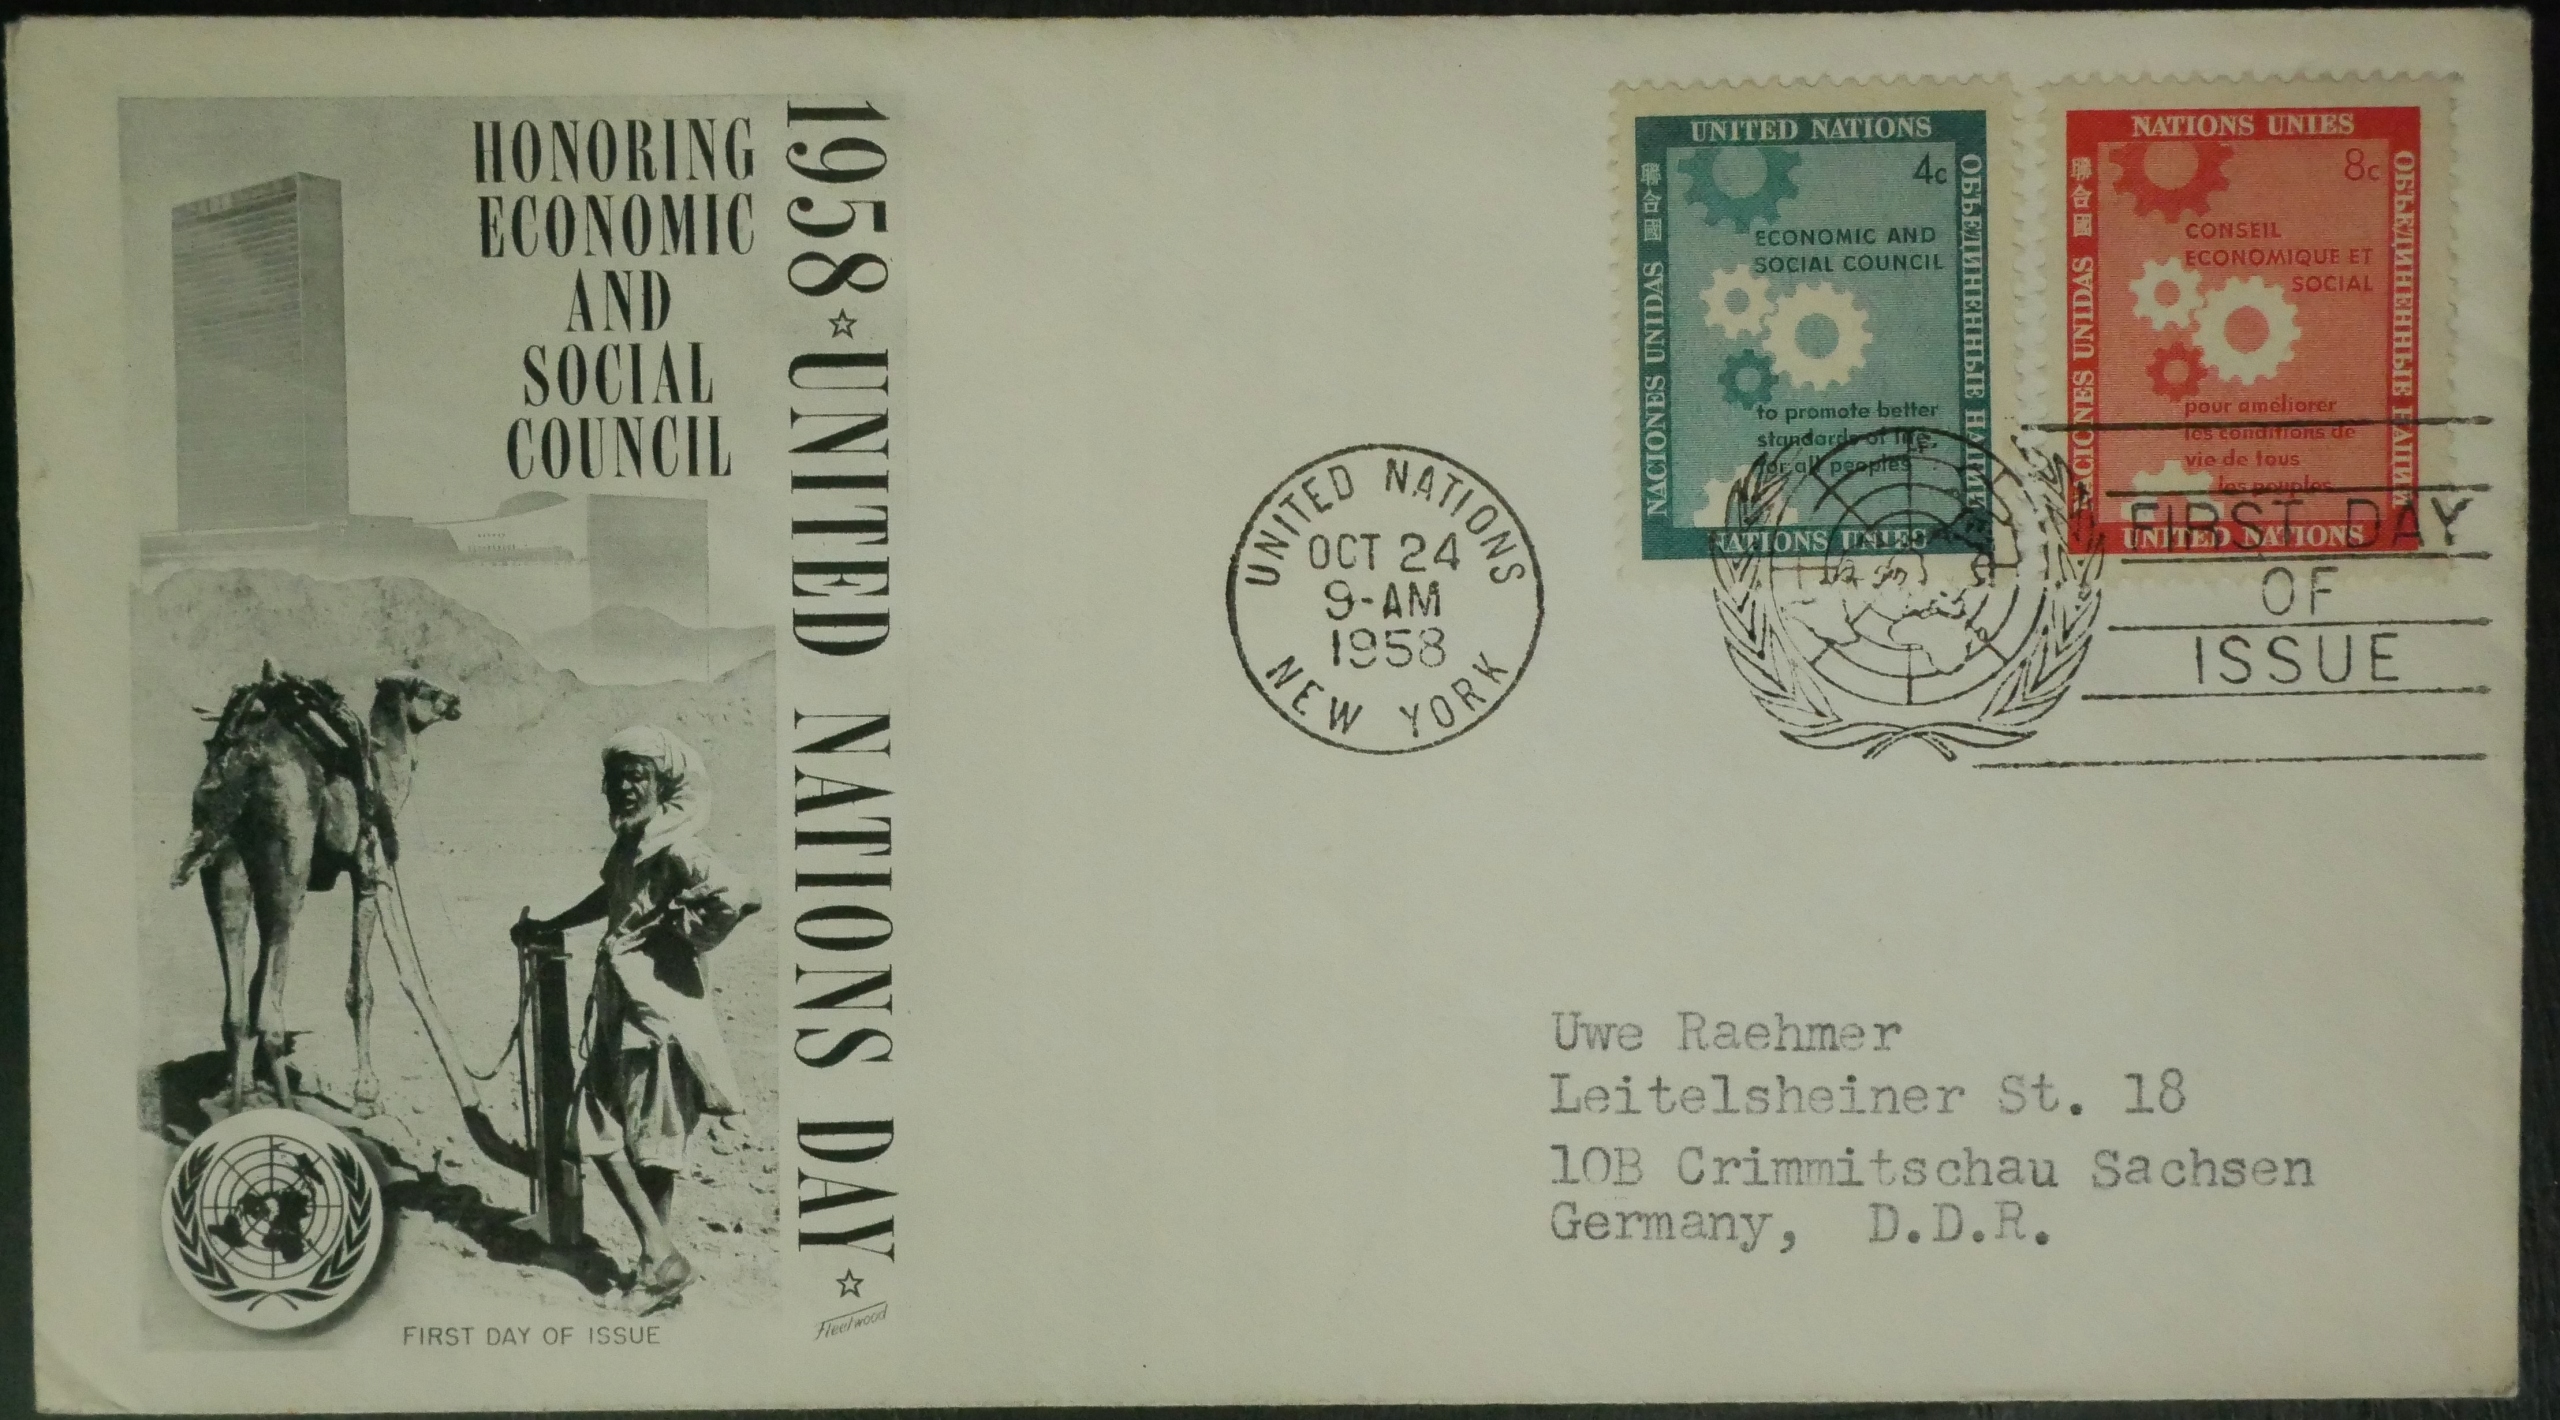 HONORING
ECONOMIC
AND
SOCIAL
COUNCIL
1958 ☆ UNITED NATIONS DAY ☆
Fleetwood
FIRST DAY OF ISSUE
UNITED NATIONS
OCT 24
9-AM
1958
NEW YORK
UNITED NATIONS
4c
聯合國
NACIONES UNIDAS
ОБЪЕДИНЕННЫЕ НАЦИИ
ECONOMIC AND
SOCIAL COUNCIL
to promote better
standards of life,
for all peoples
NATIONS UNIES
NATIONS UNIES
8c
聯合國
NACIONES UNIDAS
ОБЪЕДИНЕННЫЕ НАЦИИ
CONSEIL
ECONOMIQUE ET
SOCIAL
pour améliorer
les conditions de
vie de tous
les peuples
UNITED NATIONS
FIRST DAY
OF
ISSUE
Uwe Raehmer
Leitelsheiner St. 18
10B Crimmitschau Sachsen
Germany, D.D.R.